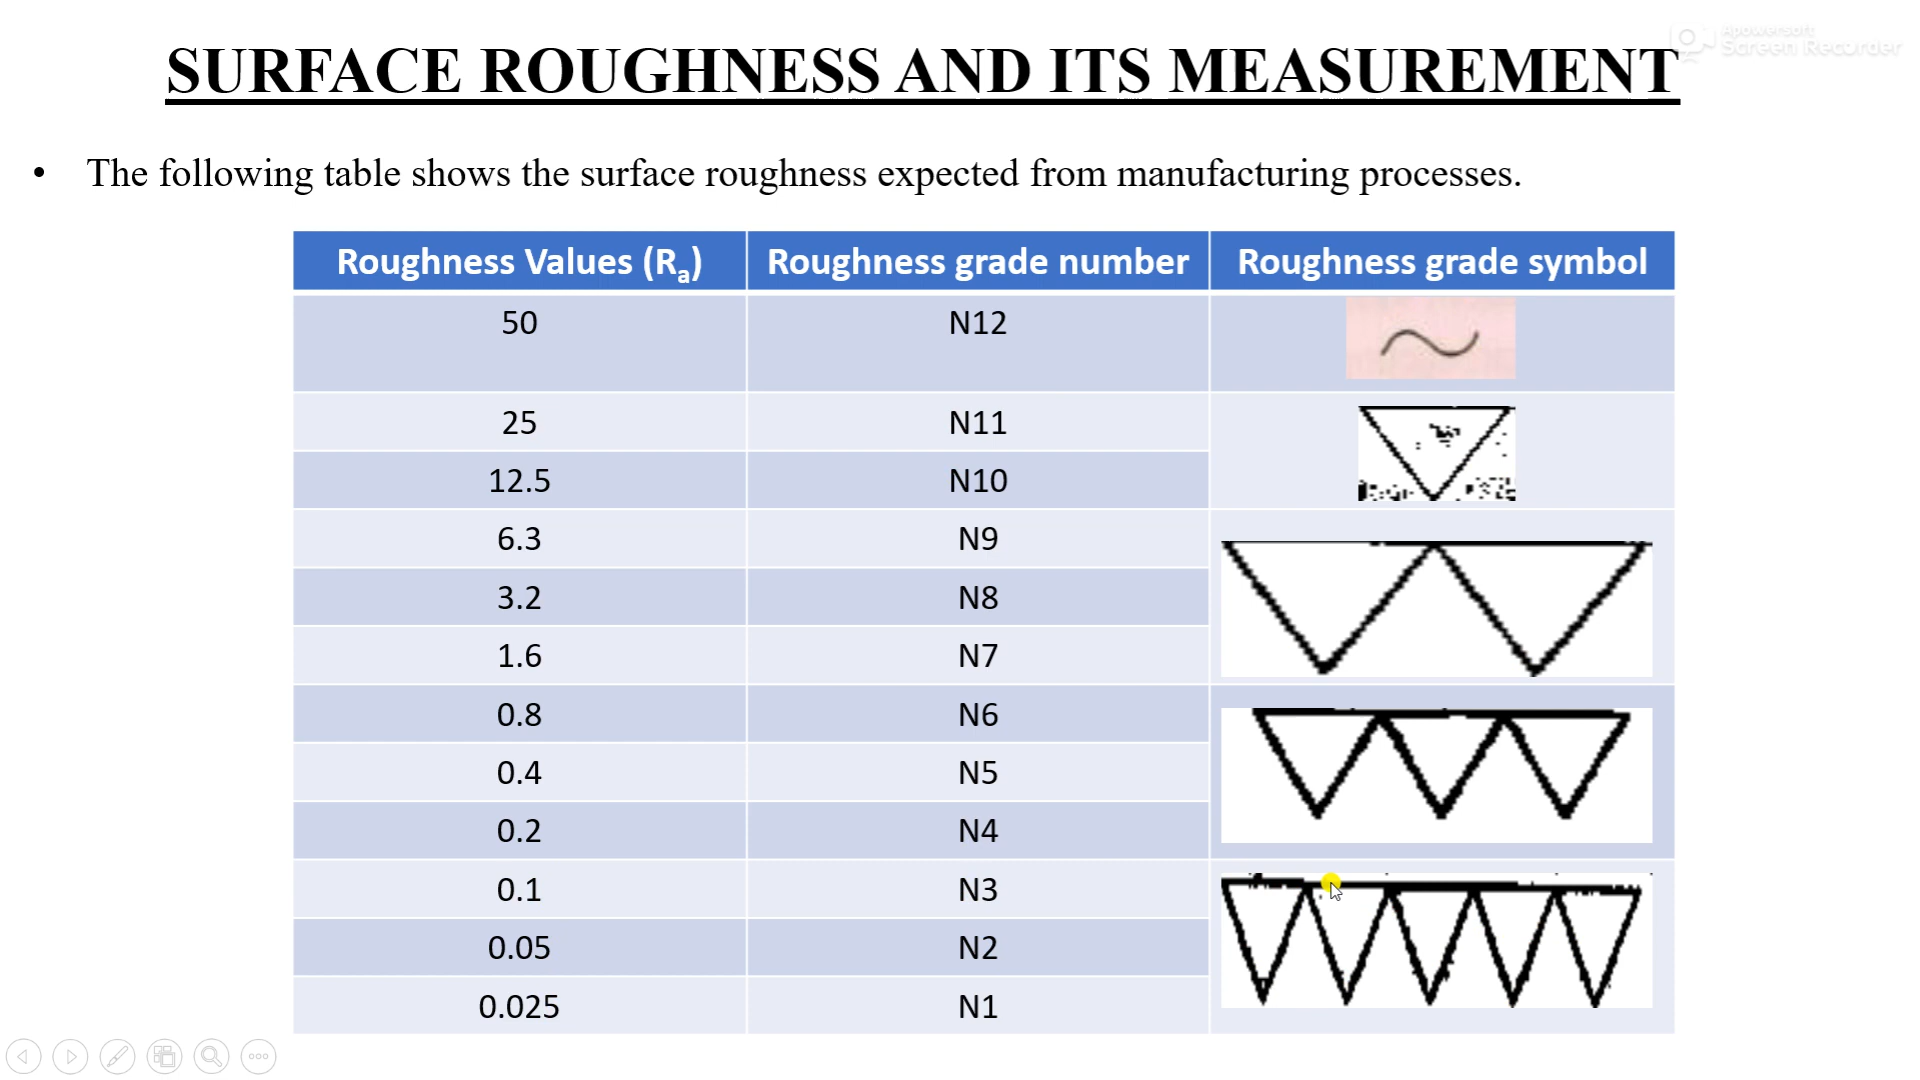 Apowersoft
Screen Recorder
SURFACE ROUGHNESS AND ITS MEASUREMENT
• The following table shows the surface roughness expected from manufacturing processes.
Roughness Values (Ra) Roughness grade number Roughness grade symbol
50 N12
25 N11
12.5 N10
6.3 N9
3.2 N8
1.6 N7
0.8 N6
0.4 N5
0.2 N4
0.1 N3
0.05 N2
0.025 N1